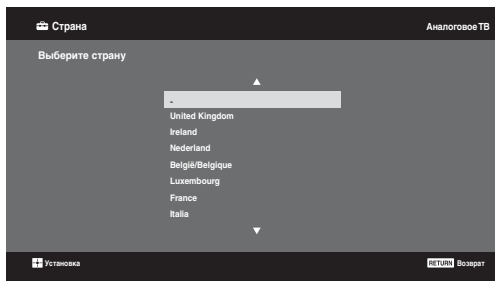 Страна
Аналоговое ТВ
Выберите страну
-
United Kingdom
Ireland
Nederland
België/Belgique
Luxembourg
France
Italia
Установка
RETURN Возврат